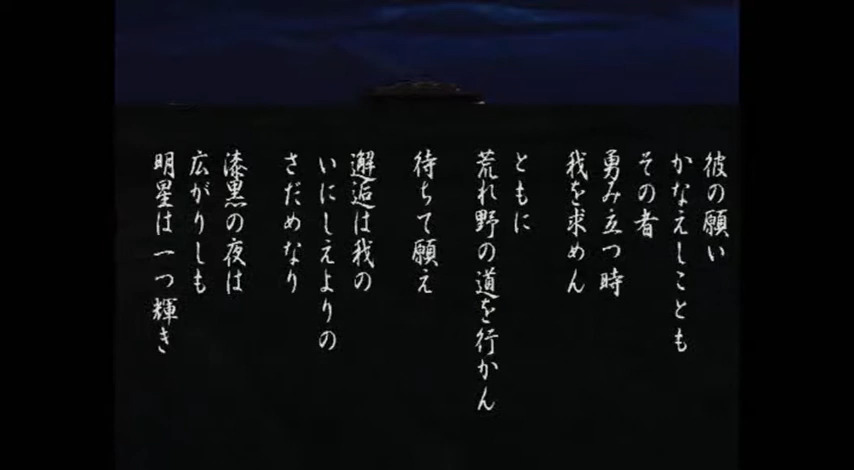 彼の願い
かなえしことも
その者
勇み立つ時
我を求めん
ともに
荒れ野の道を行かん
待ちて願え
邂逅は我の
いにしえよりの
さだめなり
漆黒の夜は
広がりしも
明星は一つ輝き